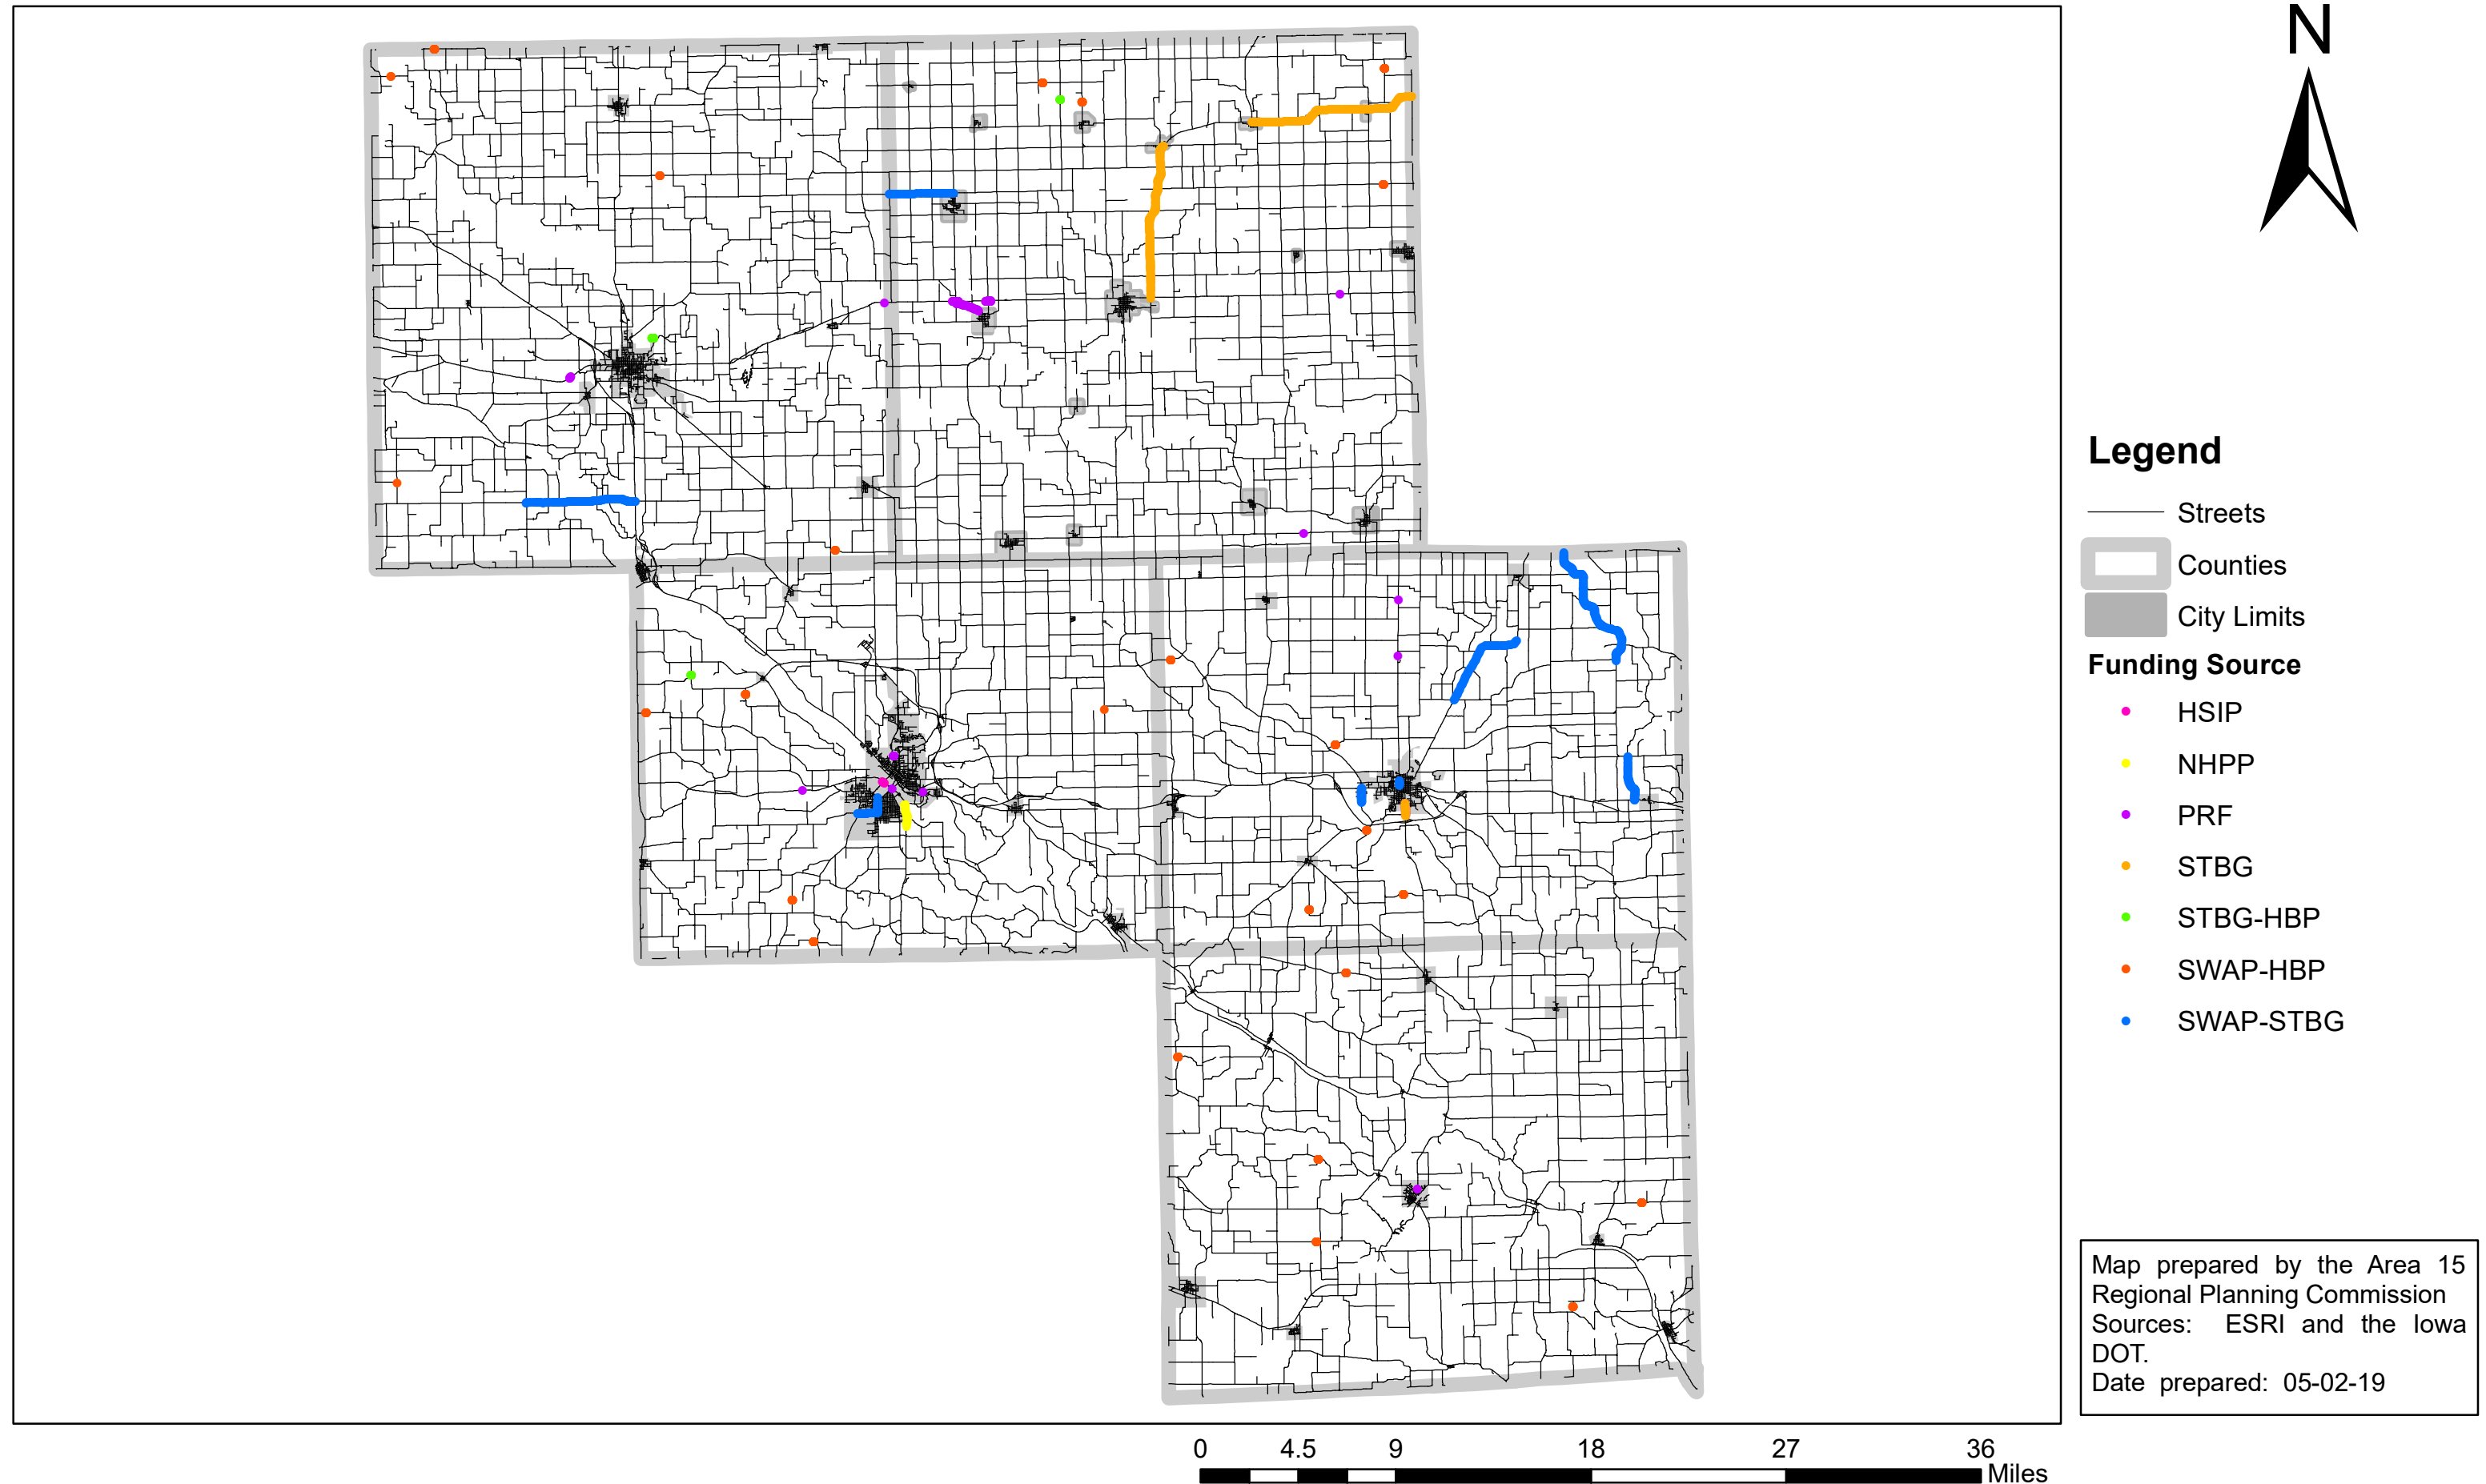 N
Legend
Streets
Counties
City Limits
Funding Source
HSIP
NHPP
PRF
STBG
STBG-HBP
SWAP-HBP
SWAP-STBG
Map prepared by the Area 15
Regional Planning Commission
Sources: ESRI and the Iowa
DOT.
Date prepared: 05-02-19
0 4.5 9 18 27 36
Miles